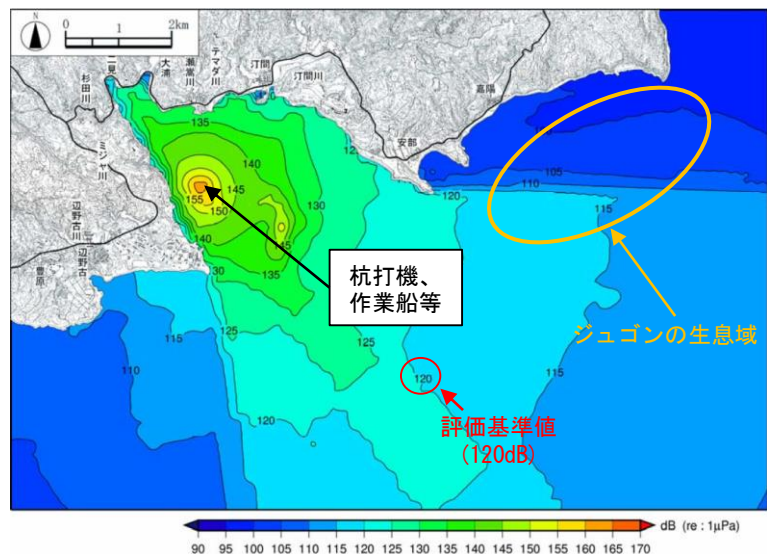 N
0 1 2km
二見
杉田川
大浦
瀬嵩川
テマダ川
汀間
汀間川
嘉陽
安部
ミジャ川
辺野古川
辺野古
豊原
135
140
145
155
150
145
140
130
130
135
125
125
120
120
115
110
105
110
115
115
120
120
杭打機、
作業船等
ジュゴンの生息域
評価基準値
(120dB)
dB (re : 1μPa)
90 95 100 105 110 115 120 125 130 135 140 145 150 155 160 165 170